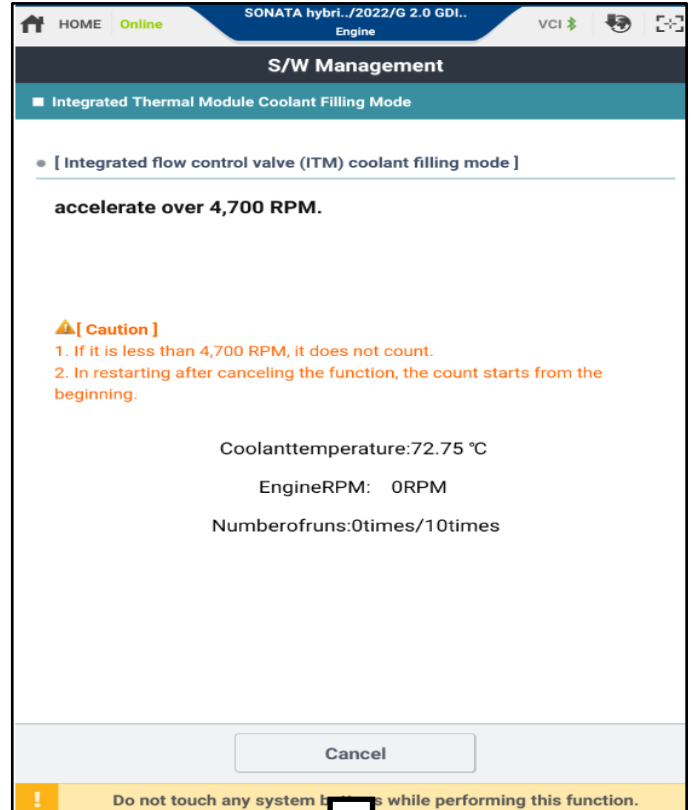 SONATA hybri../2022/G 2.0 GDI..
HOME Online Engine VCI
S/W Management
Integrated Thermal Module Coolant Filling Mode
[ Integrated flow control valve (ITM) coolant filling mode ]
accelerate over 4,700 RPM.
[ Caution ]
1. If it is less than 4,700 RPM, it does not count.
2. In restarting after canceling the function, the count starts from the
beginning.
Coolanttemperature:72.75 ℃
EngineRPM: 0RPM
Numberofruns:0times/10times
Cancel
! Do not touch any system while performing this function.